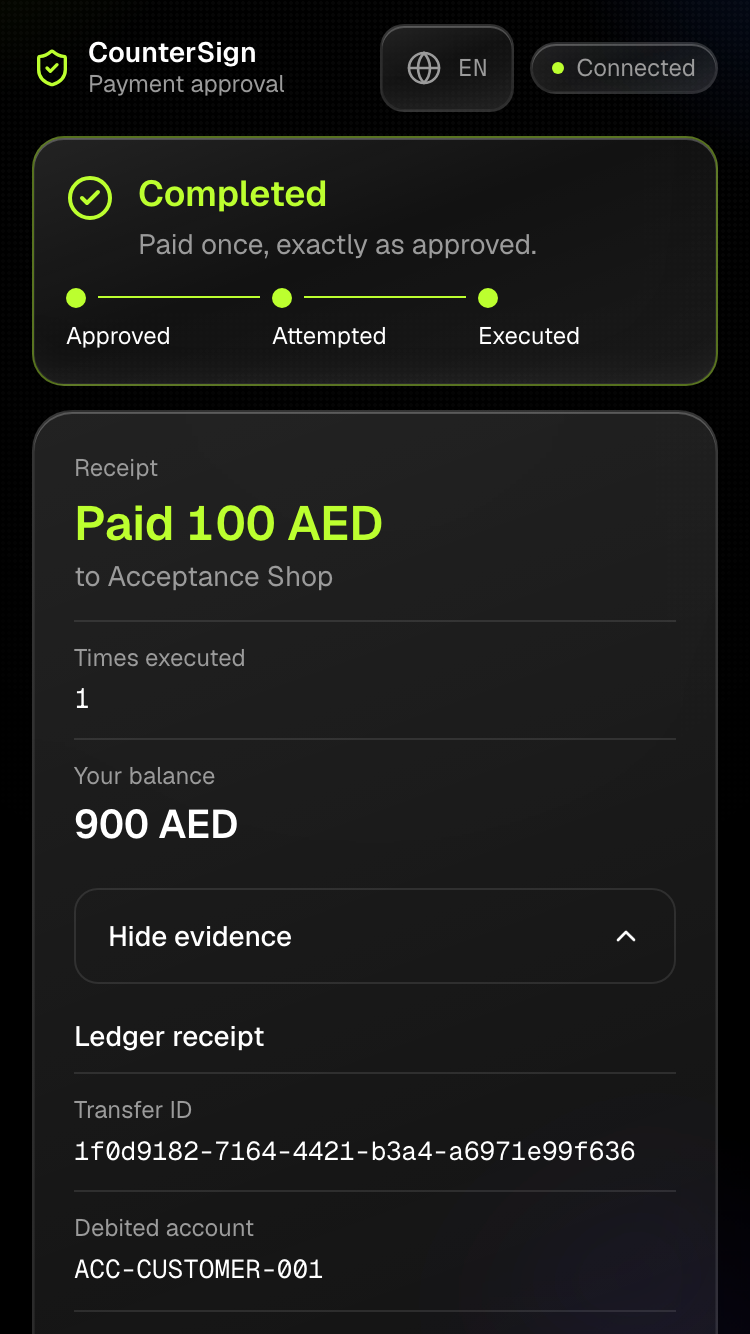 CounterSign
Payment approval
EN
Connected
Completed
Paid once, exactly as approved.
Approved
Attempted
Executed
Receipt
Paid 100 AED
to Acceptance Shop
Times executed
1
Your balance
900 AED
Hide evidence
Ledger receipt
Transfer ID
1f0d9182-7164-4421-b3a4-a6971e99f636
Debited account
ACC-CUSTOMER-001